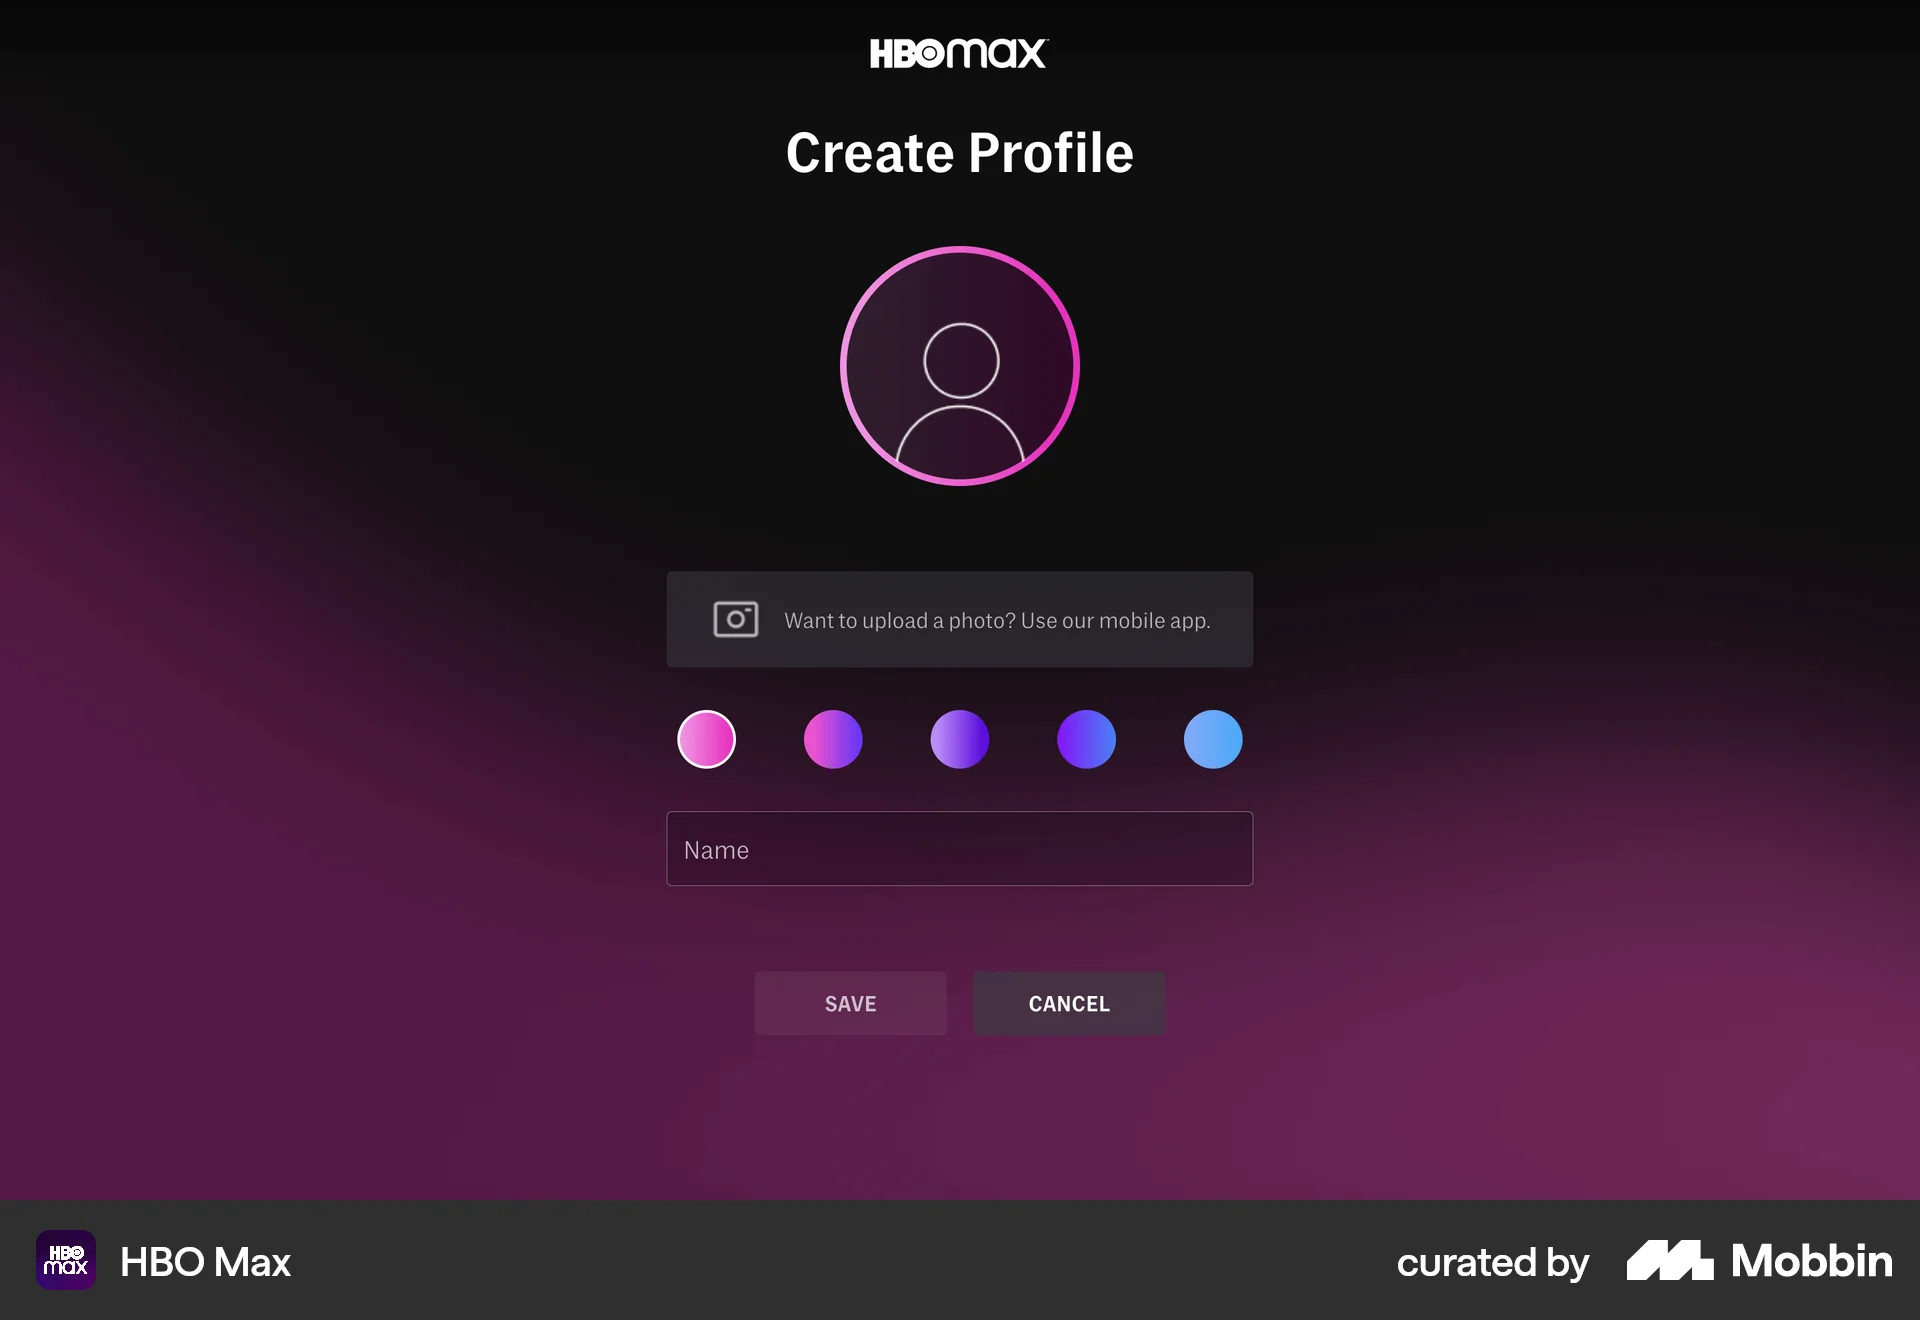 HBOmax
Create Profile
Want to upload a photo? Use our mobile app.
Name
SAVE
CANCEL
HBO
max
HBO Max
curated by
Mobbin